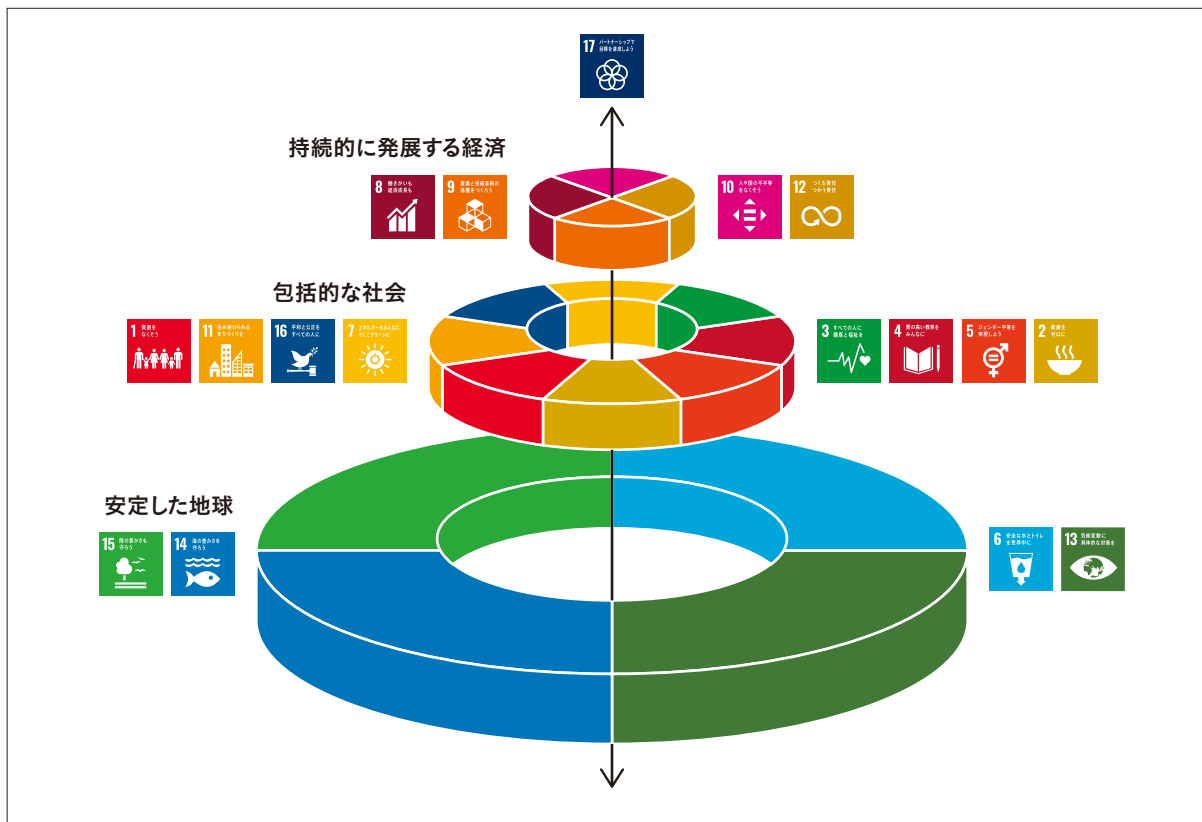 17 パートナーシップで
目標を達成しよう
持続的に発展する経済
8 働きがいも
経済成長も
9 産業と技術革新の
基盤をつくろう
10 人や国の不平等
をなくそう
12 つくる責任
つかう責任
包括的な社会
1 貧困を
なくそう
11 住み続けられる
まちづくりを
16 平和と公正を
すべての人に
7 エネルギーをみんなに
そしてクリーンに
3 すべての人に
健康と福祉を
4 質の高い教育を
みんなに
5 ジェンダー平等を
実現しよう
2 飢餓を
ゼロに
安定した地球
15 陸の豊かさも
守ろう
14 海の豊かさを
守ろう
6 安全な水とトイレ
を世界中に
13 気候変動に
具体的な対策を